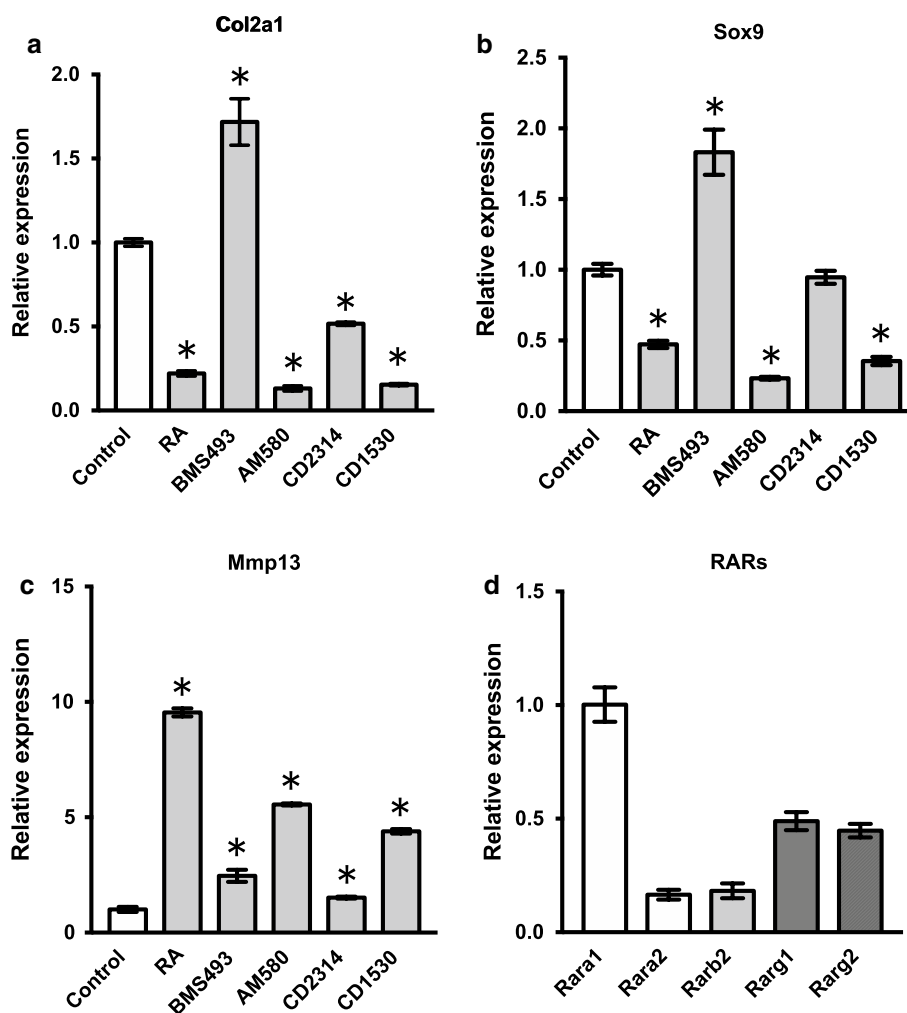 a
Col2a1
Relative expression
2.0
*
1.5
1.0
*
0.5
*
*
*
0.0
Control
RA
BMS493
AM580
CD2314
CD1530
b
Sox9
Relative expression
2.5
*
2.0
1.5
1.0
*
*
0.5
*
0.0
Control
RA
BMS493
AM580
CD2314
CD1530
c
Mmp13
Relative expression
15
*
10
*
*
5
*
*
0
Control
RA
BMS493
AM580
CD2314
CD1530
d
RARs
Relative expression
1.5
1.0
0.5
0.0
Rara1
Rara2
Rarb2
Rarg1
Rarg2